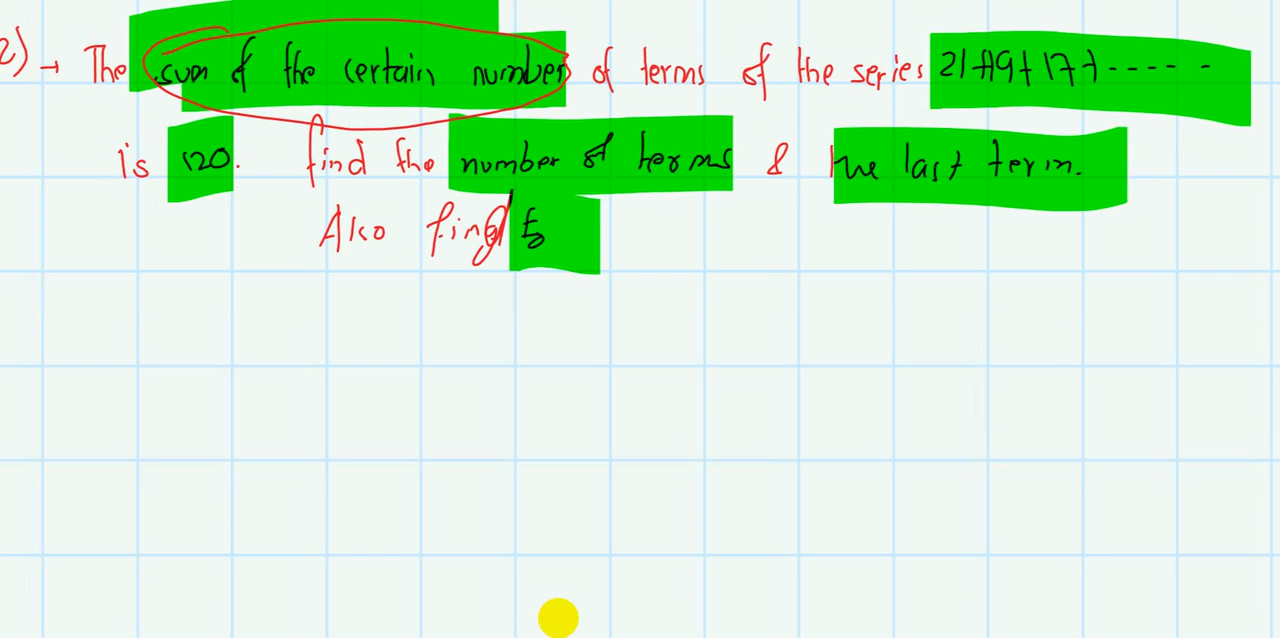 2) → The sum of the certain number of terms of the series 21+19+17+------
is 120. find the number of terms & the last term.
Also find